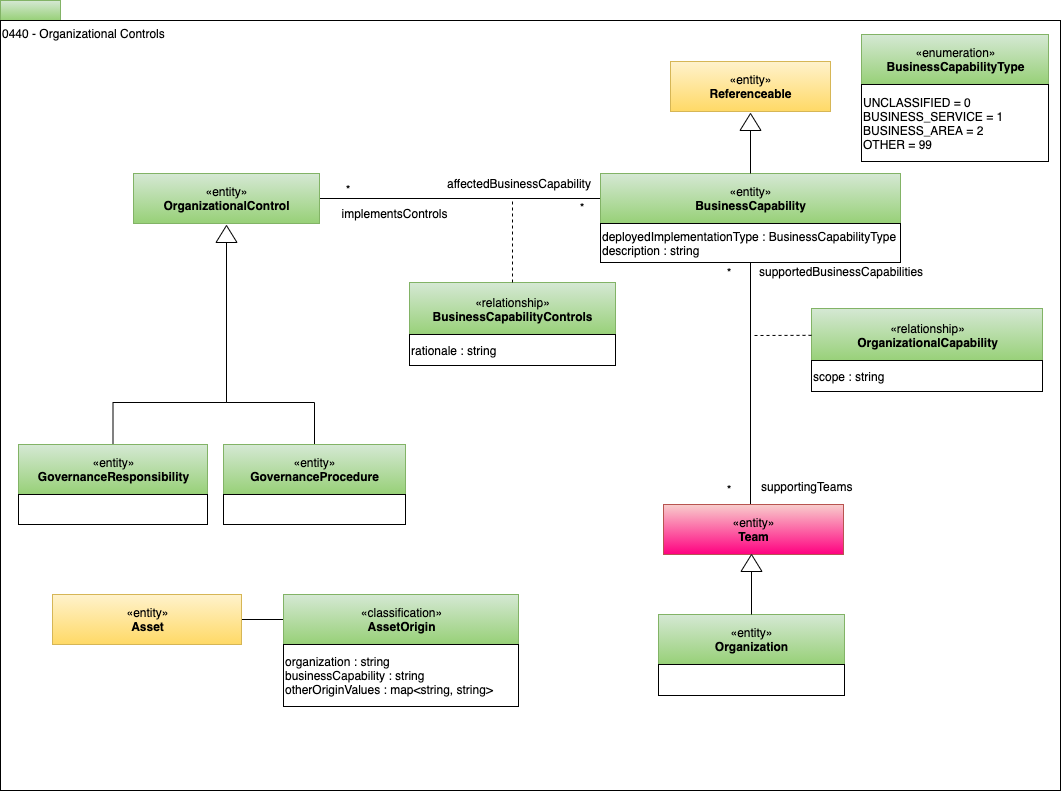 0440 - Organizational Controls
«enumeration»
BusinessCapabilityType
UNCLASSIFIED = 0
BUSINESS_SERVICE = 1
BUSINESS_AREA = 2
OTHER = 99
«entity»
Referenceable
«entity»
OrganizationalControl
*
implementsControls
affectedBusinessCapability
*
«entity»
BusinessCapability
deployedImplementationType : BusinessCapabilityType
description : string
*
supportedBusinessCapabilities
«relationship»
BusinessCapabilityControls
rationale : string
«relationship»
OrganizationalCapability
scope : string
«entity»
GovernanceResponsibility
«entity»
GovernanceProcedure
*
supportingTeams
«entity»
Team
«entity»
Asset
«classification»
AssetOrigin
organization : string
businessCapability : string
otherOriginValues : map<string, string>
«entity»
Organization